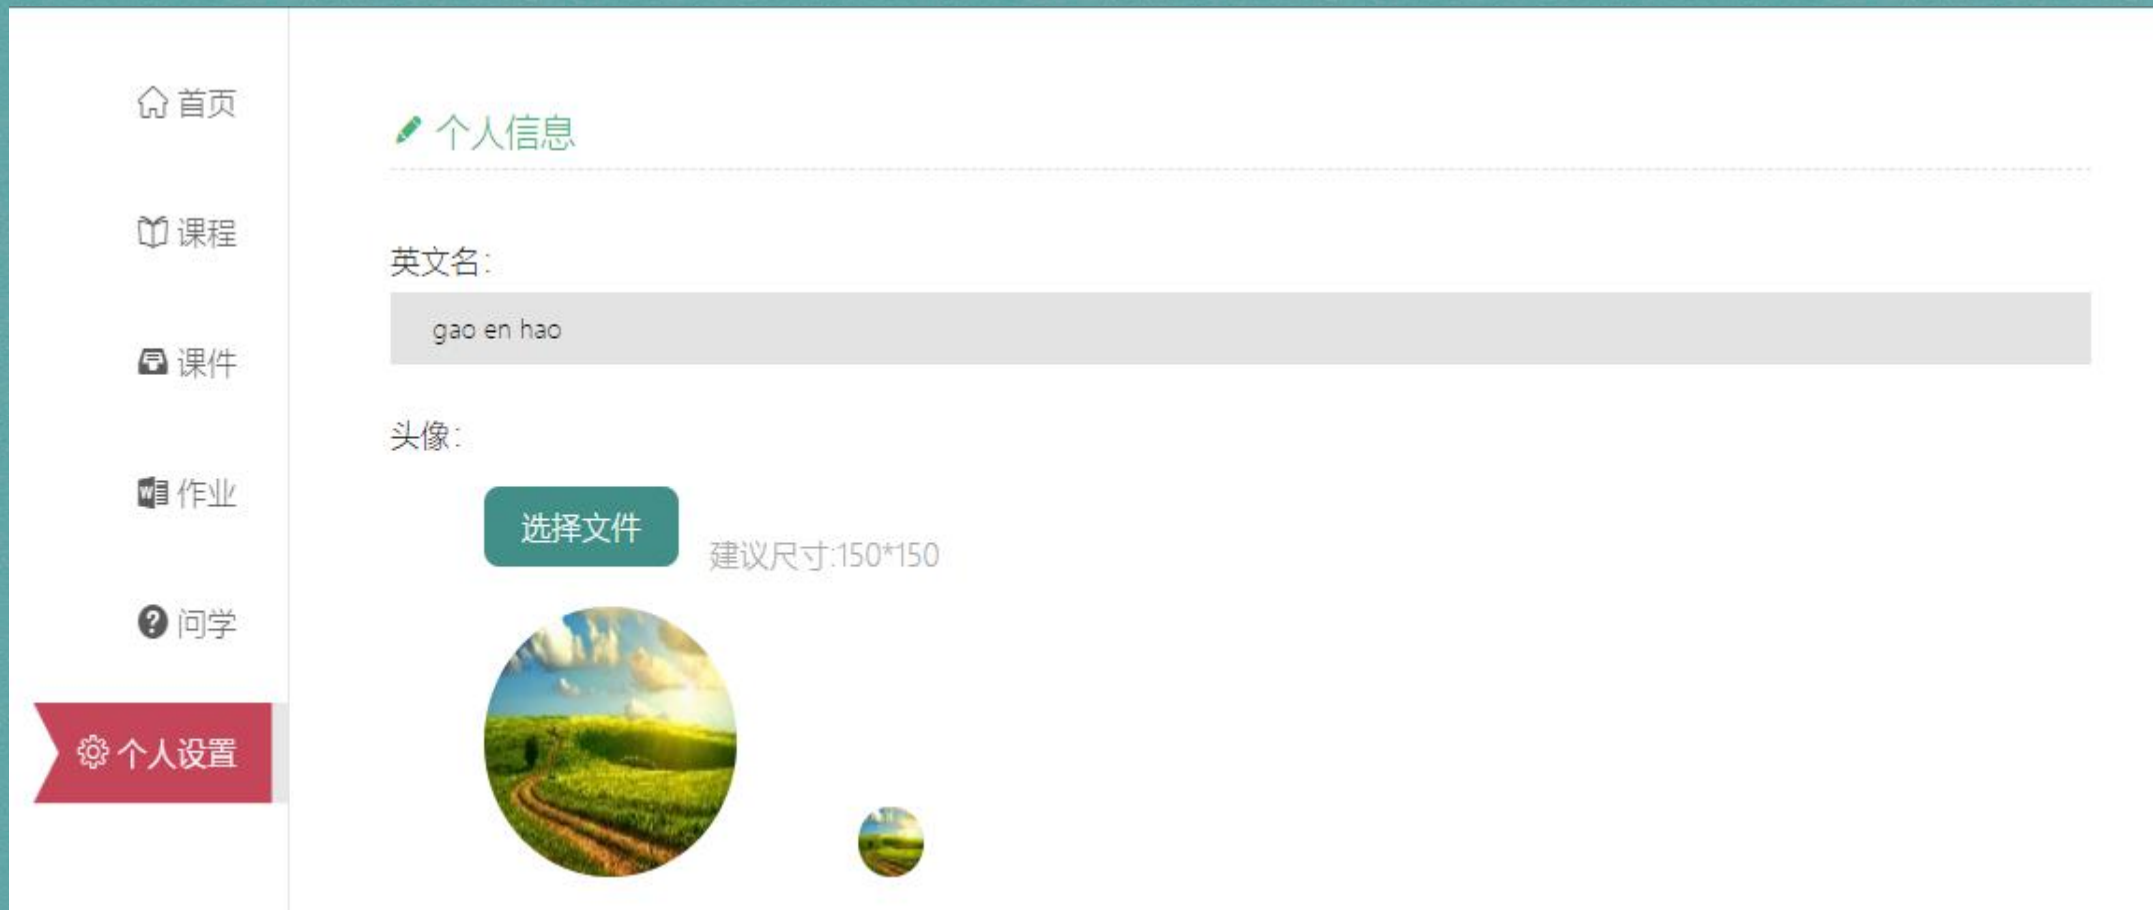 首页
课程
课件
作业
问学
个人设置
个人信息
英文名:
gao en hao
头像:
选择文件
建议尺寸:150*150